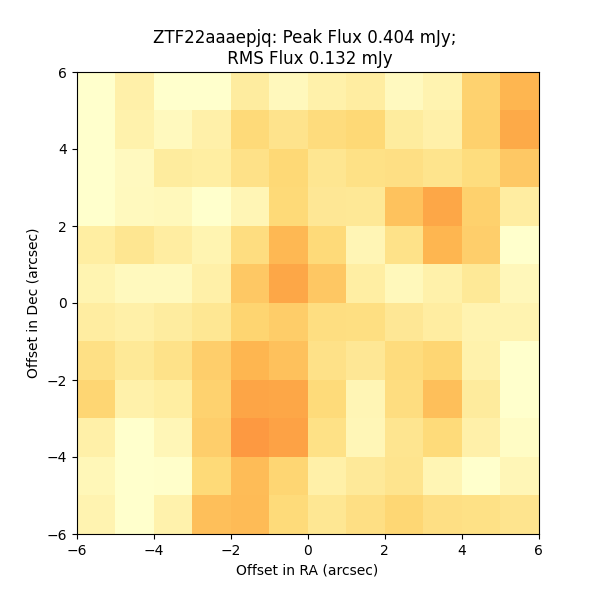 ZTF22aaaepjq: Peak Flux 0.404 mJy;
RMS Flux 0.132 mJy
6
4
2
0
−2
−4
−6
Offset in Dec (arcsec)
−6 −4 −2 0 2 4 6
Offset in RA (arcsec)